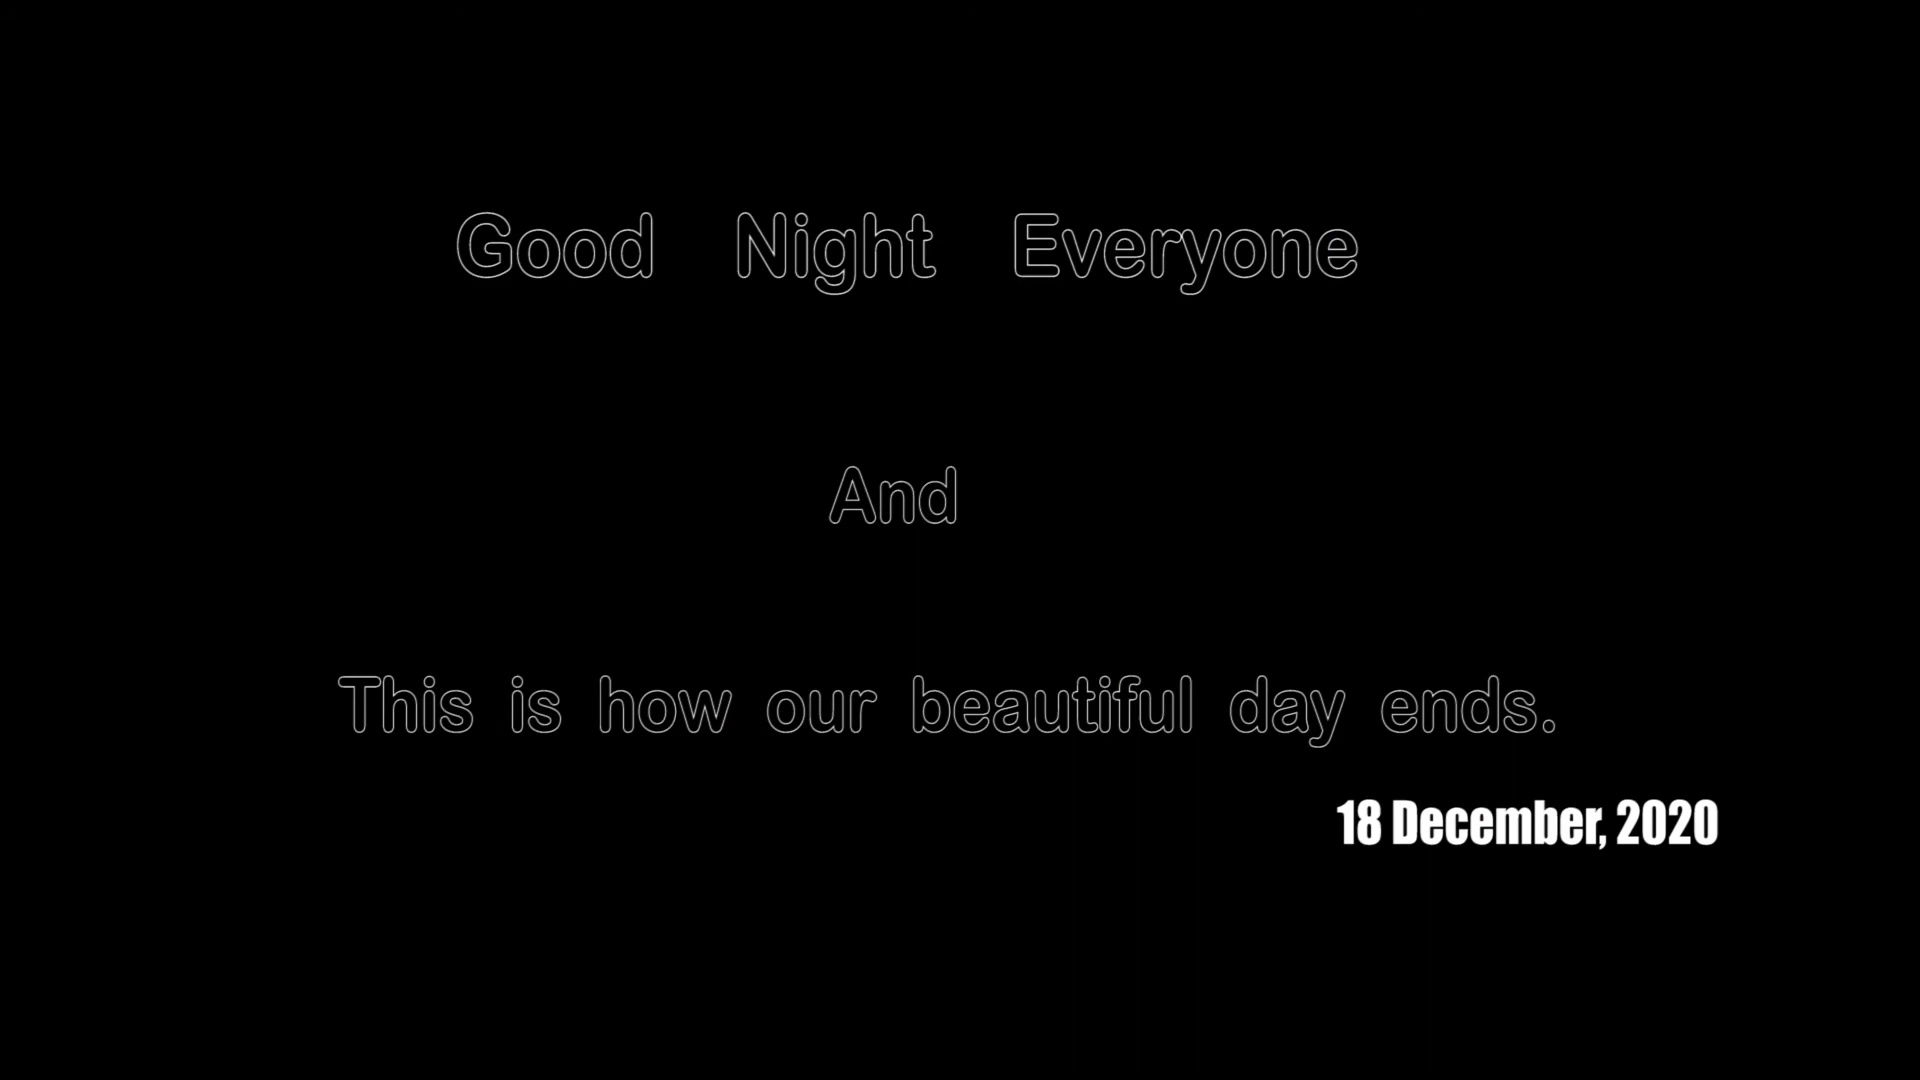 Good Night Everyone
And
This is how our beautiful day ends.
18 December, 2020